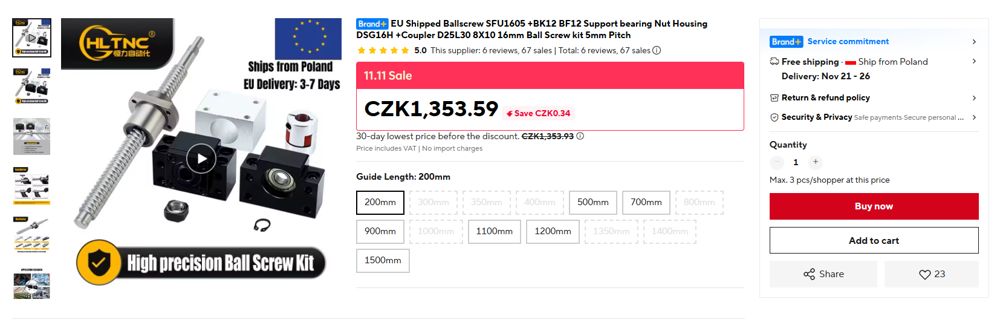 HLTNC
恒力自动化
Ships from Poland
EU Delivery: 3-7 Days
High precision Ball Screw Kit
Brand+ EU Shipped Ballscrew SFU1605 +BK12 BF12 Support bearing Nut Housing
DSG16H +Coupler D25L30 8X10 16mm Ball Screw kit 5mm Pitch
5.0 This supplier: 6 reviews, 67 sales | Total: 6 reviews, 67 sales
11.11 Sale
CZK1,353.59 Save CZK0.34
30-day lowest price before the discount. CZK1,353.93
Price includes VAT | No import charges
Guide Length: 200mm
200mm 300mm 350mm 400mm 500mm 700mm 800mm
900mm 1000mm 1100mm 1200mm 1350mm 1400mm
1500mm
Brand+ Service commitment
Free shipping · Ship from Poland
Delivery: Nov 21 - 26
Return & refund policy
Security & Privacy Safe payments·Secure personal ...
Quantity
1
Max. 3 pcs/shopper at this price
Buy now
Add to cart
Share 23